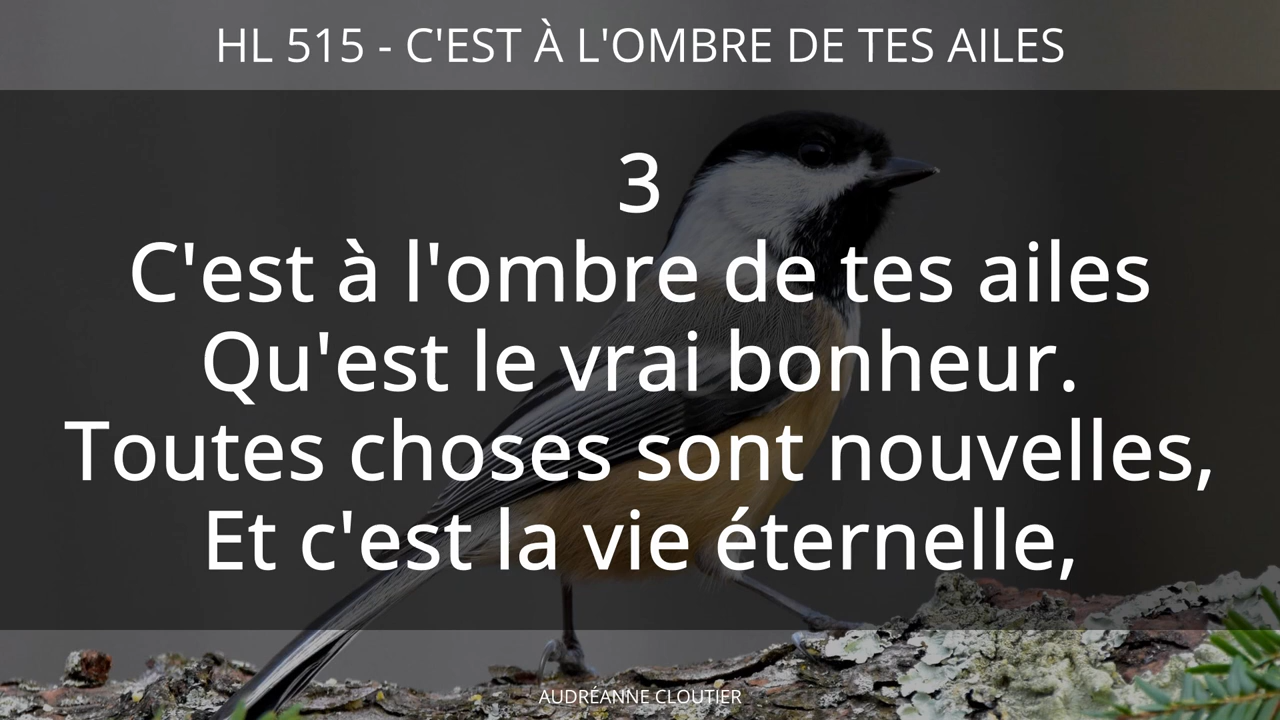 HL 515 - C'EST À L'OMBRE DE TES AILES
3
C'est à l'ombre de tes ailes
Qu'est le vrai bonheur.
Toutes choses sont nouvelles,
Et c'est la vie éternelle,
AUDRÉANNE CLOUTIER